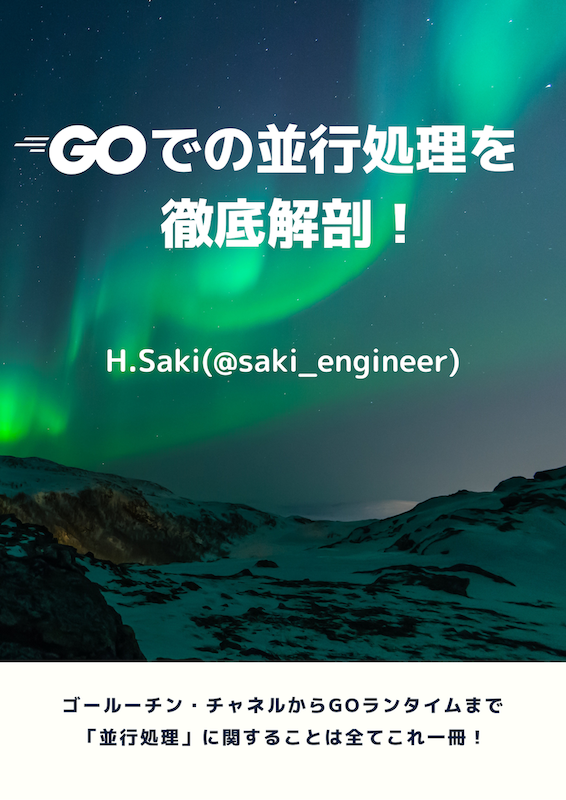 GOでの並行処理を
徹底解剖！
H.Saki(@saki_engineer)
ゴールーチン・チャネルからGOランタイムまで
「並行処理」に関することは全てこれ一冊！